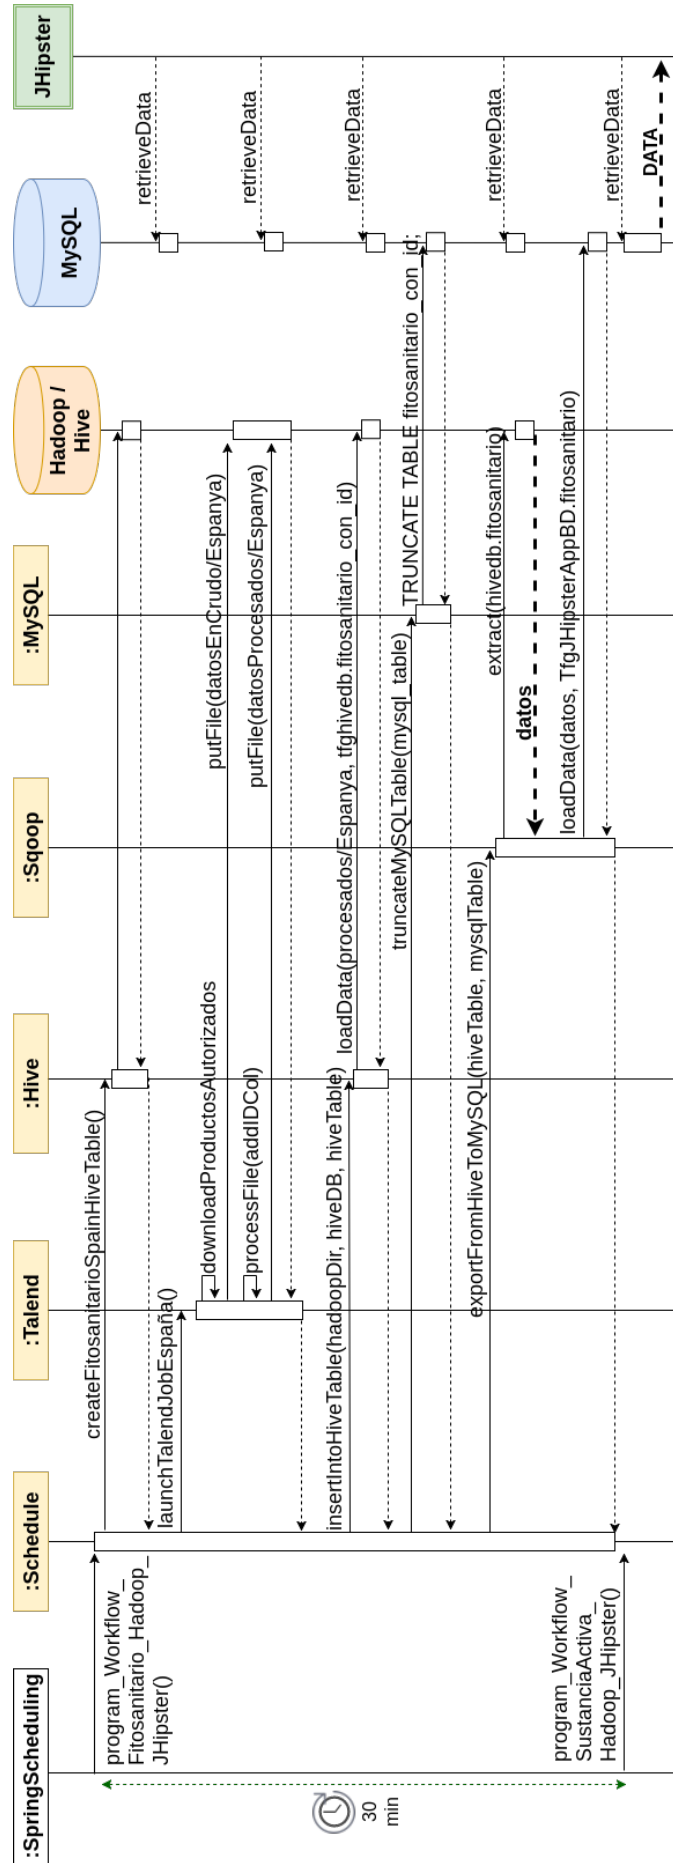 :SpringScheduling
:Schedule
:Talend
:Hive
:Sqoop
:MySQL
Hadoop /
Hive
MySQL
JHipster
program_Workflow_
Fitosanitario_Hadoop_
JHipster()
createFitosanitarioSpainHiveTable()
retrieveData
launchTalendJobEspaña()
downloadProductosAutorizados
putFile(datosEnCrudo/Espanya)
processFile(addIDCol)
putFile(datosProcesados/Espanya)
retrieveData
insertIntoHiveTable(hadoopDir, hiveDB, hiveTable)
loadData(procesados/Espanya, tfghivedb.fitosanitario_con_id)
retrieveData
truncateMySQLTable(mysql_table)
TRUNCATE TABLE fitosanitario_con_id;
exportFromHiveToMySQL(hiveTable, mysqlTable)
extract(hivedb.fitosanitario)
retrieveData
datos
loadData(datos, TfgJHipsterAppBD.fitosanitario)
retrieveData
DATA
program_Workflow_
SustanciaActiva_
Hadoop_JHipster()
30
min